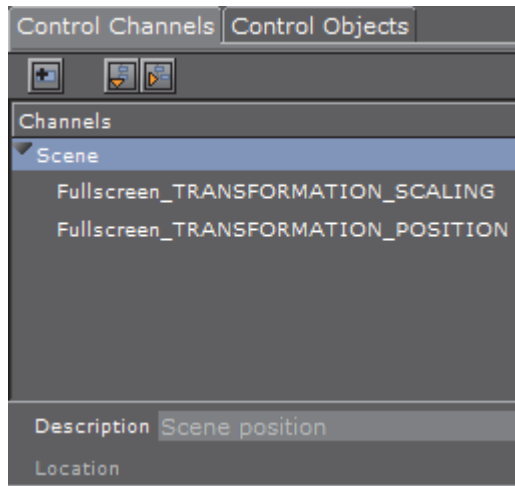 Control Channels Control Objects
Channels
Scene
Fullscreen_TRANSFORMATION_SCALING
Fullscreen_TRANSFORMATION_POSITION
Description Scene position
Location